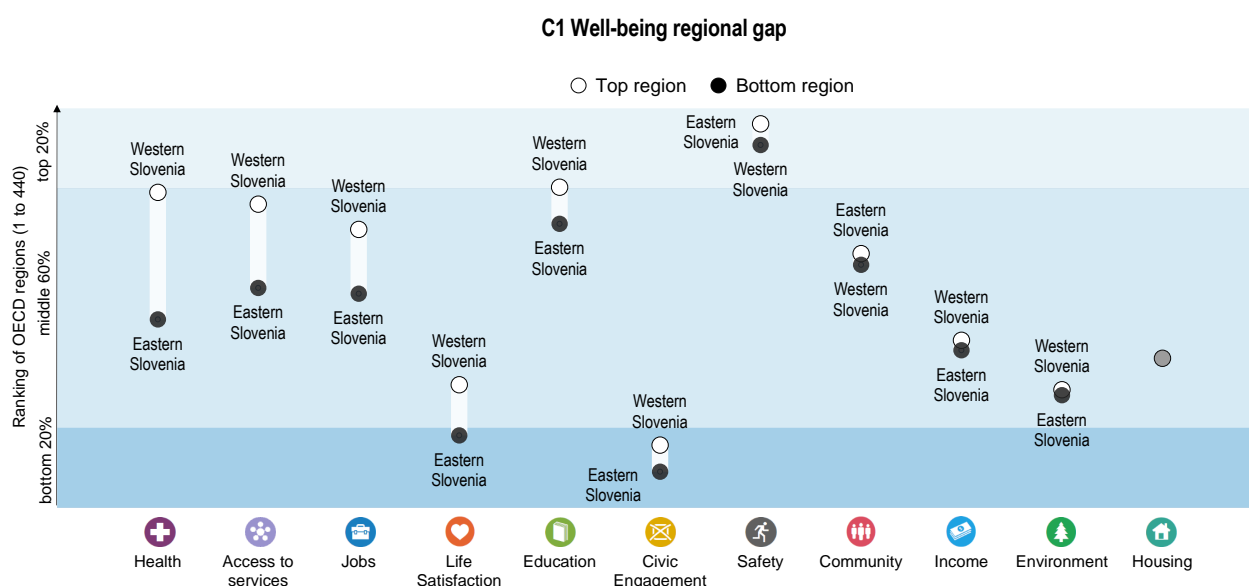 C1 Well-being regional gap
Top region
Bottom region
Ranking of OECD regions (1 to 440)
top 20%
middle 60%
bottom 20%
Western
Slovenia
Eastern
Slovenia
Western
Slovenia
Eastern
Slovenia
Western
Slovenia
Eastern
Slovenia
Western
Slovenia
Eastern
Slovenia
Western
Slovenia
Eastern
Slovenia
Western
Slovenia
Eastern
Slovenia
Eastern
Slovenia
Western
Slovenia
Eastern
Slovenia
Western
Slovenia
Western
Slovenia
Eastern
Slovenia
Western
Slovenia
Eastern
Slovenia
Health
Access to
services
Jobs
Life
Satisfaction
Education
Civic
Engagement
Safety
Community
Income
Environment
Housing